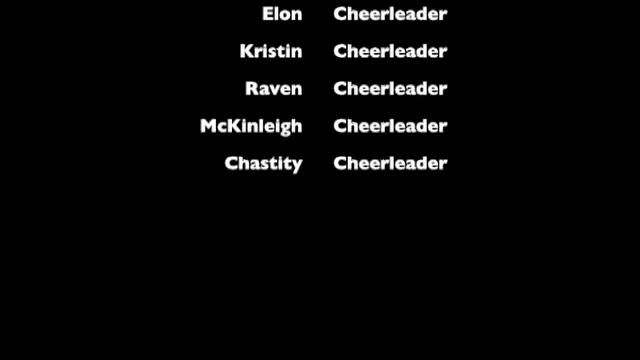 Elon Cheerleader
Kristin Cheerleader
Raven Cheerleader
McKinleigh Cheerleader
Chastity Cheerleader